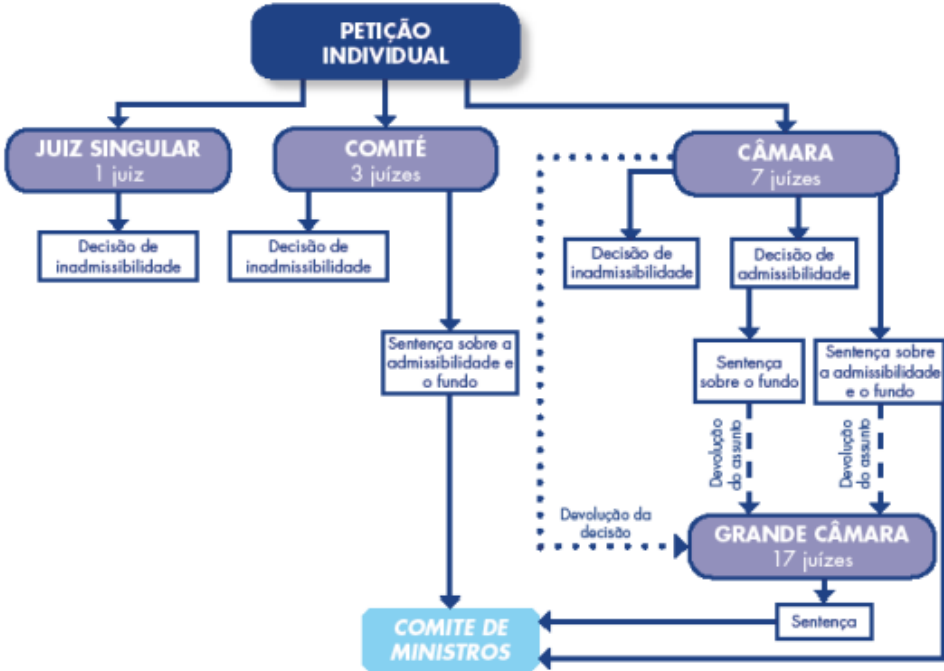 PETIÇÃO
INDIVIDUAL
JUIZ SINGULAR
1 juiz
COMITÉ
3 juízes
CÂMARA
7 juízes
Decisão de
inadmissibilidade
Decisão de
inadmissibilidade
Decisão de
inadmissibilidade
Decisão de
admissibilidade
Sentença sobre a
admissibilidade e
o fundo
Sentença
sobre o fundo
Sentença sobre
a admissibilidade
e o fundo
Devolução
do assunto
Devolução
do assunto
Devolução da
decisão
GRANDE CÂMARA
17 juízes
Sentença
COMITE DE
MINISTROS